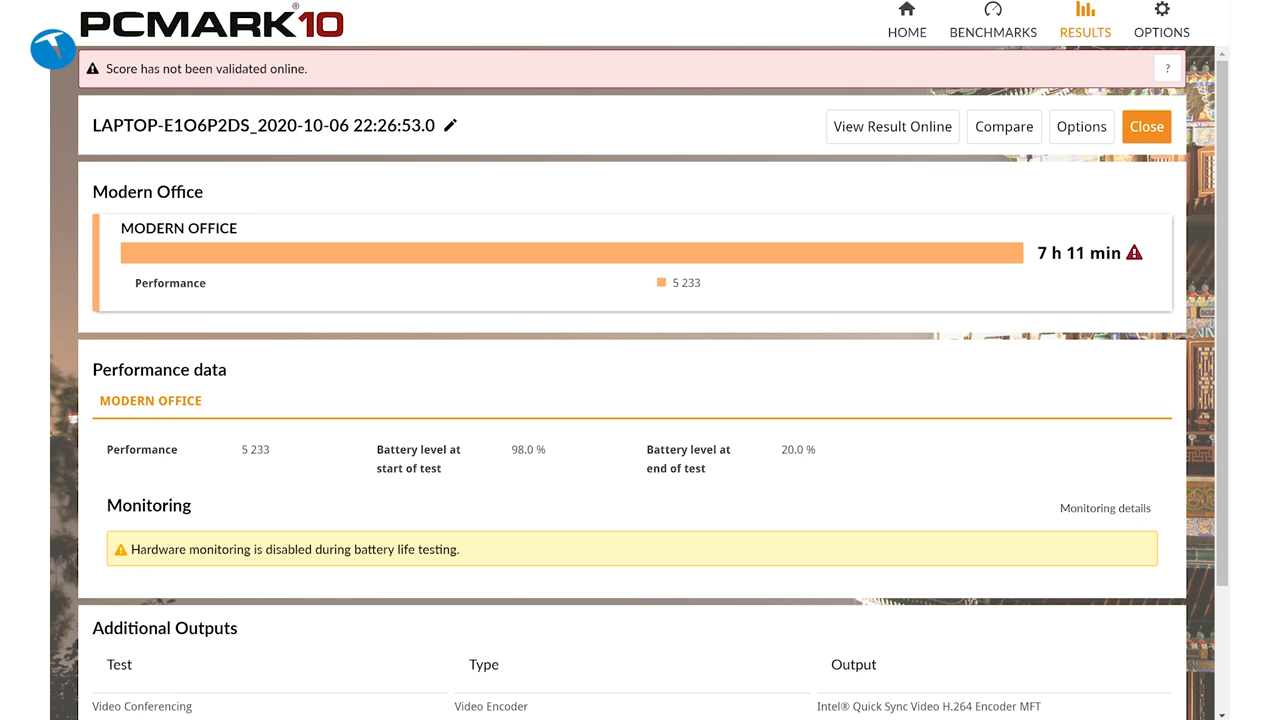 PCMARK®10
HOME BENCHMARKS RESULTS OPTIONS
Score has not been validated online. ?
LAPTOP-E1O6P2DS_2020-10-06 22:26:53.0
View Result Online Compare Options Close
Modern Office
MODERN OFFICE
7 h 11 min
Performance 5 233
Performance data
MODERN OFFICE
Performance 5 233 Battery level at 98.0 % Battery level at 20.0 %
start of test end of test
Monitoring Monitoring details
Hardware monitoring is disabled during battery life testing.
Additional Outputs
Test Type Output
Video Conferencing Video Encoder Intel® Quick Sync Video H.264 Encoder MFT